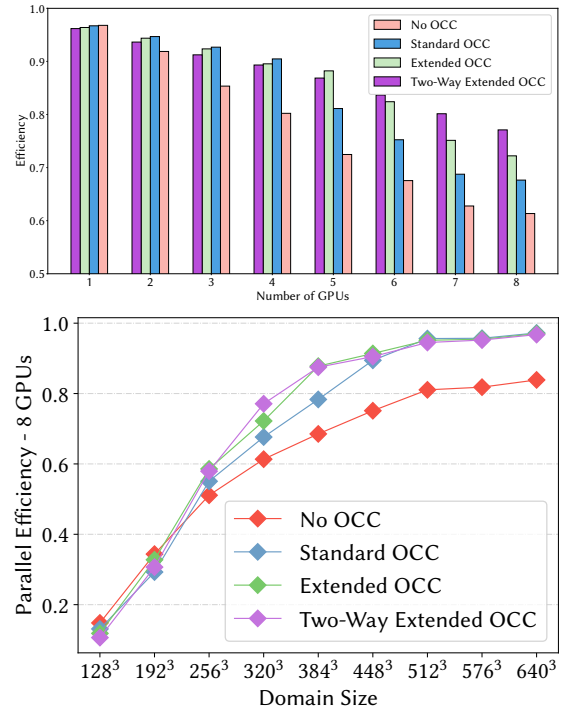 1.0
0.9
0.8
0.7
0.6
0.5
Efficiency
No OCC
Standard OCC
Extended OCC
Two-Way Extended OCC
1 2 3 4 5 6 7 8
Number of GPUs
1.0
0.8
0.6
0.4
0.2
Parallel Efficiency - 8 GPUs
No OCC
Standard OCC
Extended OCC
Two-Way Extended OCC
128³ 192³ 256³ 320³ 384³ 448³ 512³ 576³ 640³
Domain Size